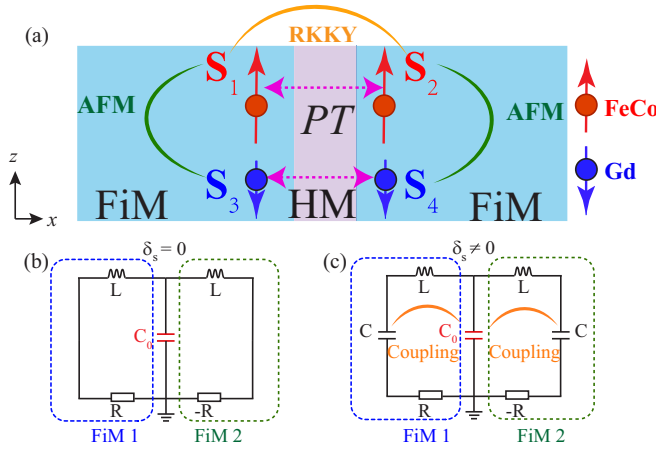 (a)
RKKY
S1
S2
AFM
PT
AFM
FeCo
Gd
S3
S4
z
x
FiM
HM
FiM
(b)
δs = 0
L
L
C0
R
-R
FiM 1
FiM 2
(c)
δs ≠ 0
L
L
C
C0
C
Coupling
Coupling
R
-R
FiM 1
FiM 2